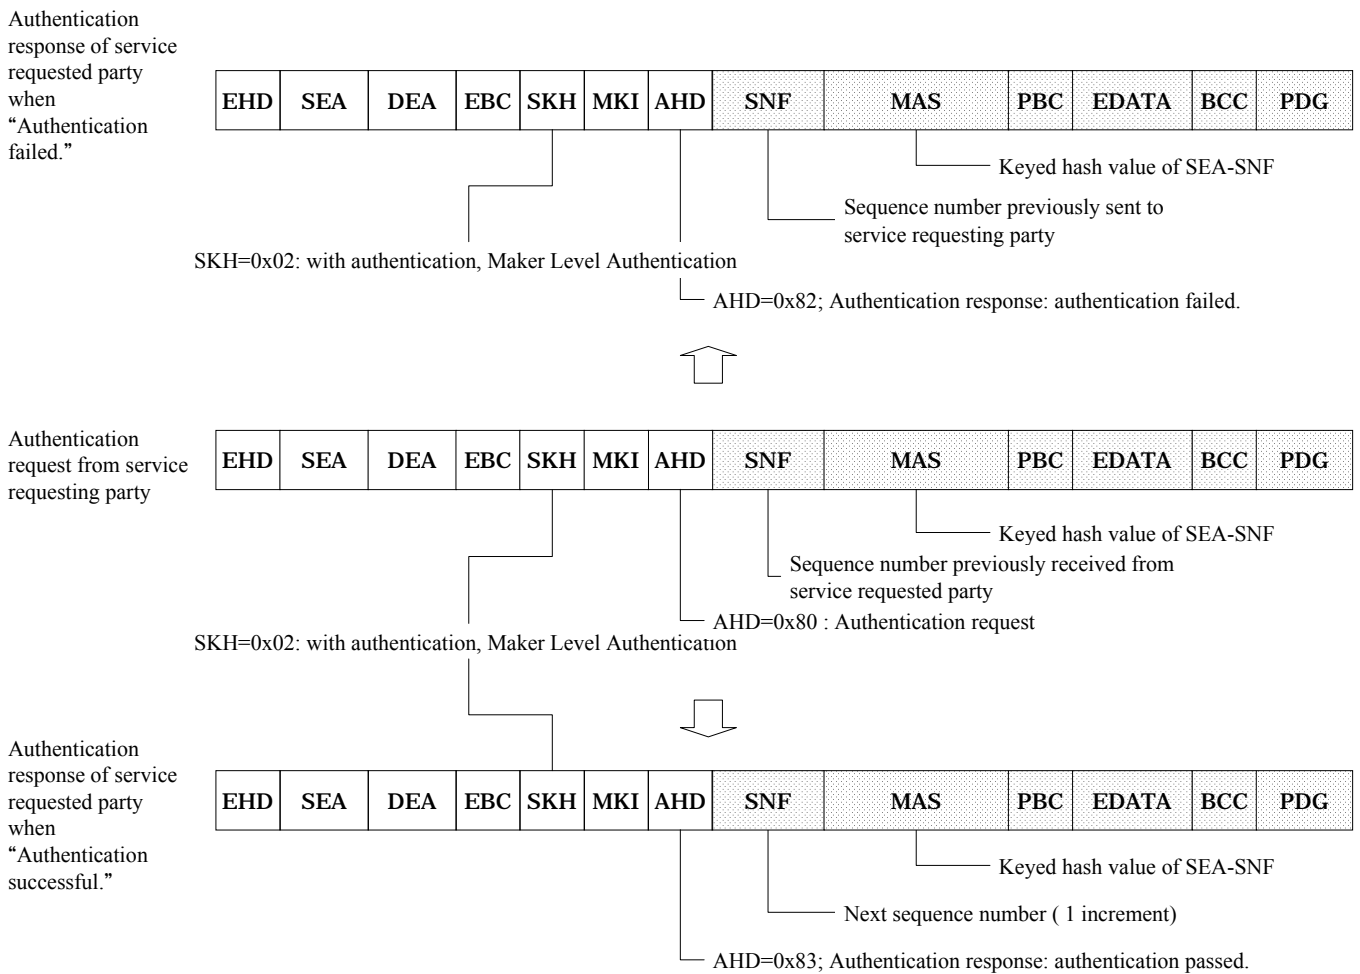 Authentication
response of service
requested party
when
“Authentication
failed.”
EHD SEA DEA EBC SKH MKI AHD SNF MAS PBC EDATA BCC PDG
Keyed hash value of SEA-SNF
Sequence number previously sent to
service requesting party
SKH=0x02: with authentication, Maker Level Authentication
AHD=0x82; Authentication response: authentication failed.
Authentication
request from service
requesting party
EHD SEA DEA EBC SKH MKI AHD SNF MAS PBC EDATA BCC PDG
Keyed hash value of SEA-SNF
Sequence number previously received from
service requested party
AHD=0x80 : Authentication request
SKH=0x02: with authentication, Maker Level Authentication
Authentication
response of service
requested party
when
“Authentication
successful.”
EHD SEA DEA EBC SKH MKI AHD SNF MAS PBC EDATA BCC PDG
Keyed hash value of SEA-SNF
Next sequence number ( 1 increment)
AHD=0x83; Authentication response: authentication passed.